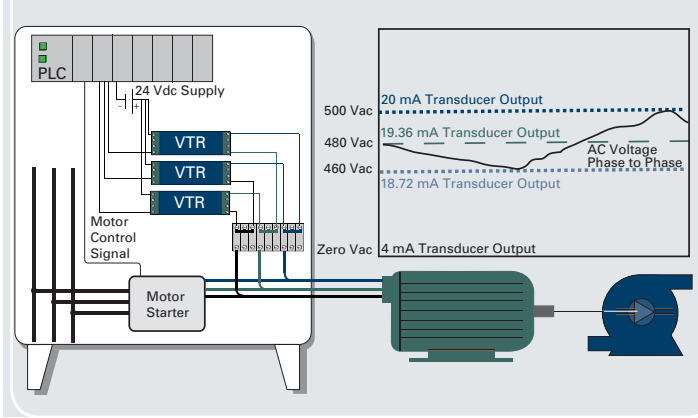 PLC
24 Vdc Supply
- +
VTR
VTR
VTR
Motor
Control
Signal
Motor
Starter
500 Vac
20 mA Transducer Output
480 Vac
19.36 mA Transducer Output
AC Voltage
Phase to Phase
460 Vac
18.72 mA Transducer Output
Zero Vac
4 mA Transducer Output